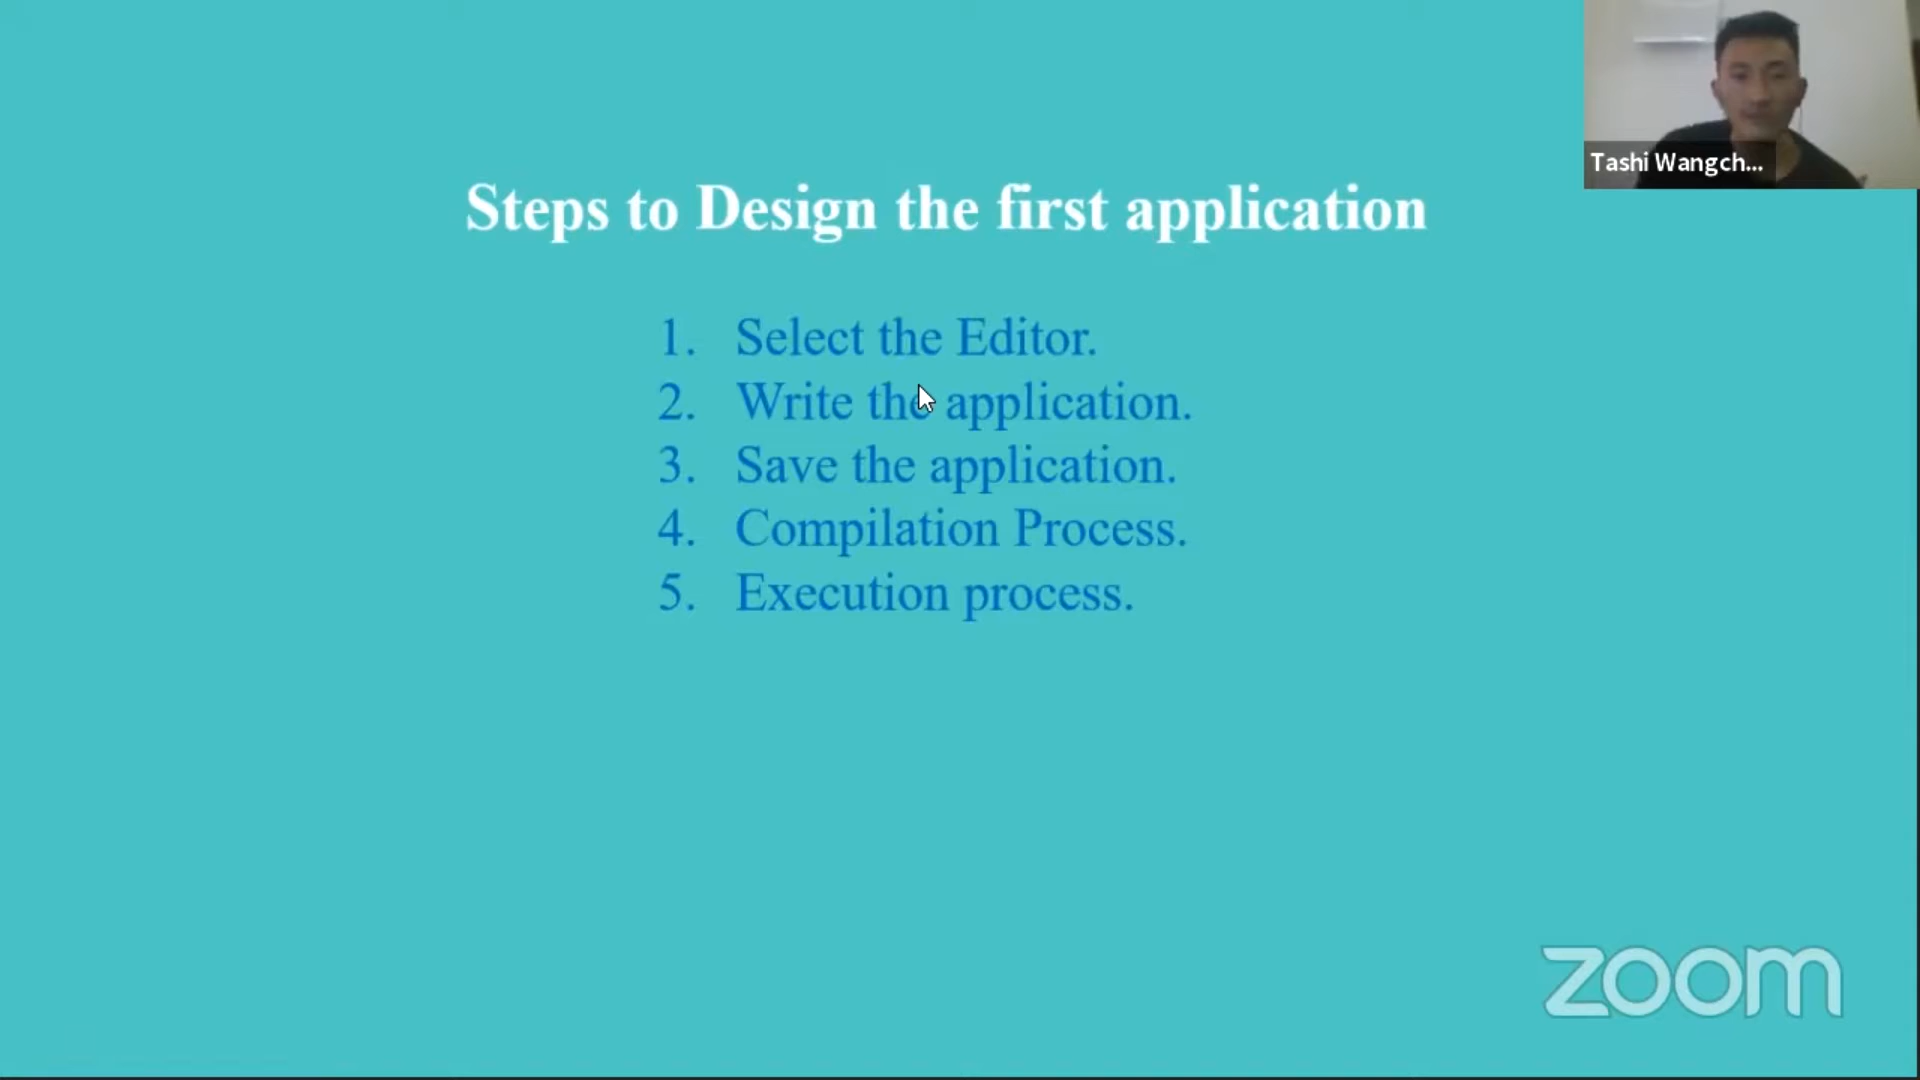 Tashi Wangch...
Steps to Design the first application
1. Select the Editor.
2. Write the application.
3. Save the application.
4. Compilation Process.
5. Execution process.
zoom